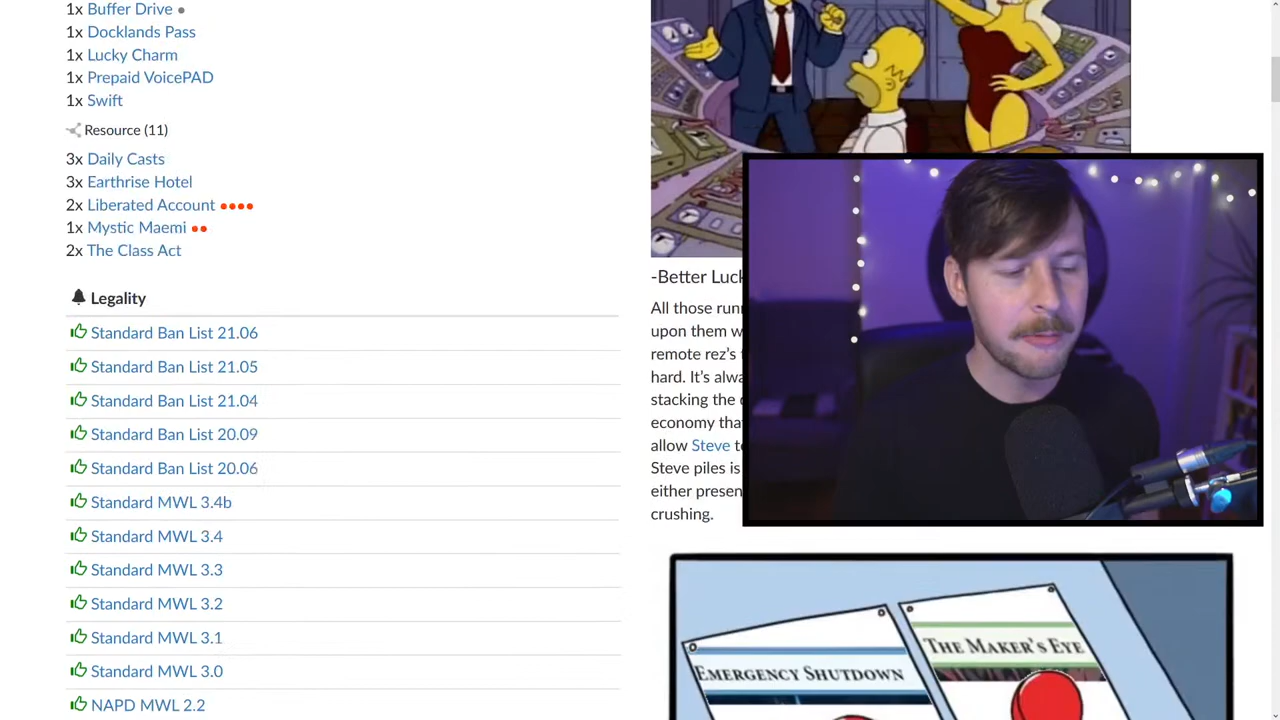 1x Buffer Drive
1x Docklands Pass
1x Lucky Charm
1x Prepaid VoicePAD
1x Swift
Resource (11)
3x Daily Casts
3x Earthrise Hotel
2x Liberated Account
1x Mystic Maemi
2x The Class Act
Legality
Standard Ban List 21.06
Standard Ban List 21.05
Standard Ban List 21.04
Standard Ban List 20.09
Standard Ban List 20.06
Standard MWL 3.4b
Standard MWL 3.4
Standard MWL 3.3
Standard MWL 3.2
Standard MWL 3.1
Standard MWL 3.0
NAPD MWL 2.2
-Better Luck
All those
upon them
remote rez's
hard. It's
stacking the
economy
allow Steve
Steve piles is
either
crushing.
EMERGENCY SHUTDOWN
THE MAKER'S EYE